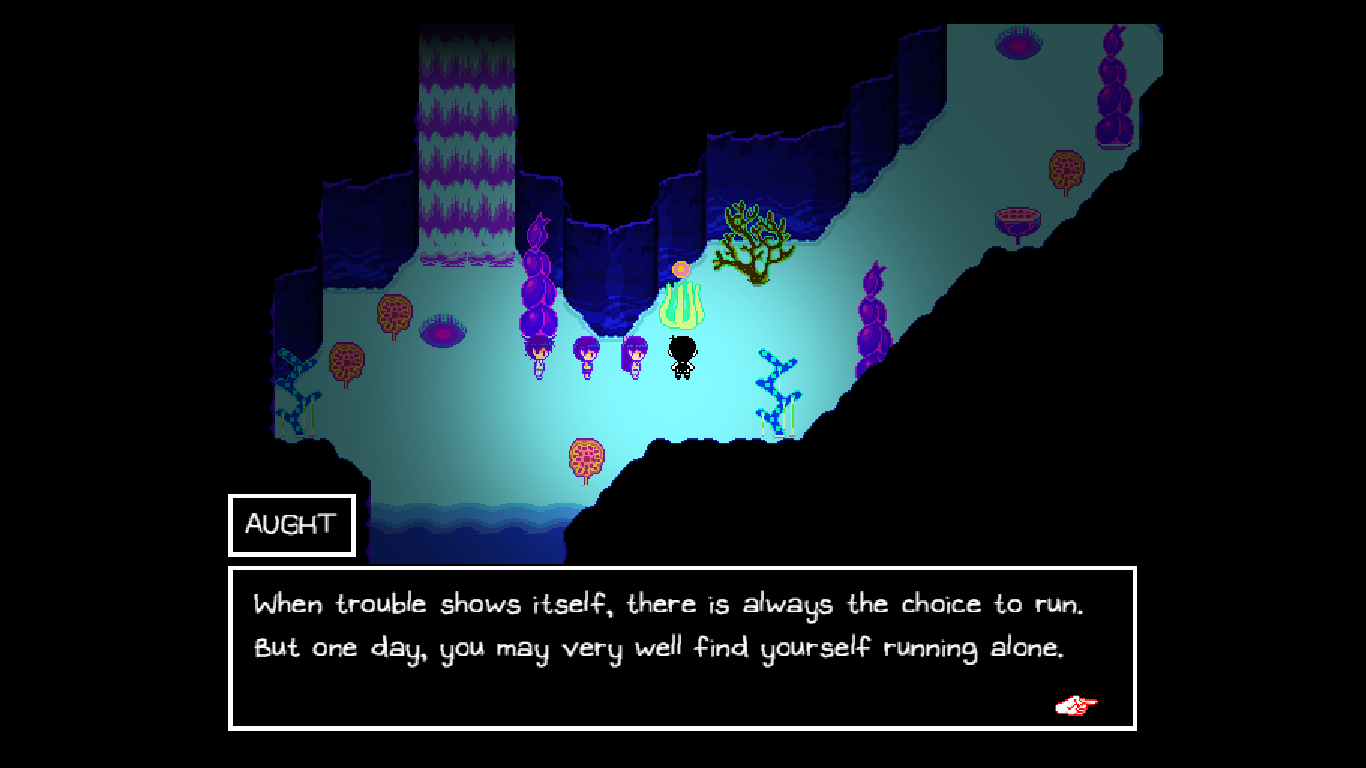 AUGHT
When trouble shows itself, there is always the choice to run.
But one day, you may very well find yourself running alone.